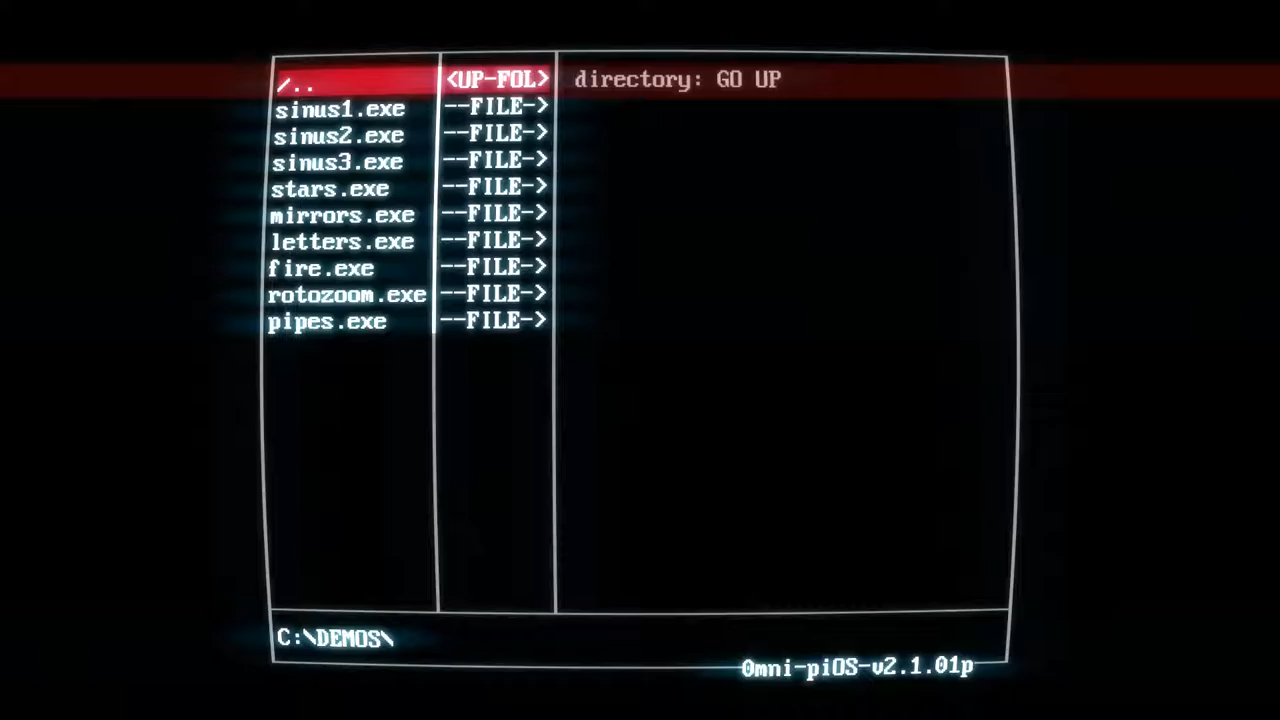 /.. <UP-FOL> directory: GO UP
sinus1.exe --FILE->
sinus2.exe --FILE->
sinus3.exe --FILE->
stars.exe --FILE->
mirrors.exe --FILE->
letters.exe --FILE->
fire.exe --FILE->
rotozoom.exe --FILE->
pipes.exe --FILE->
C:\DEMOS\
0mni-piOS-v2.1.01p